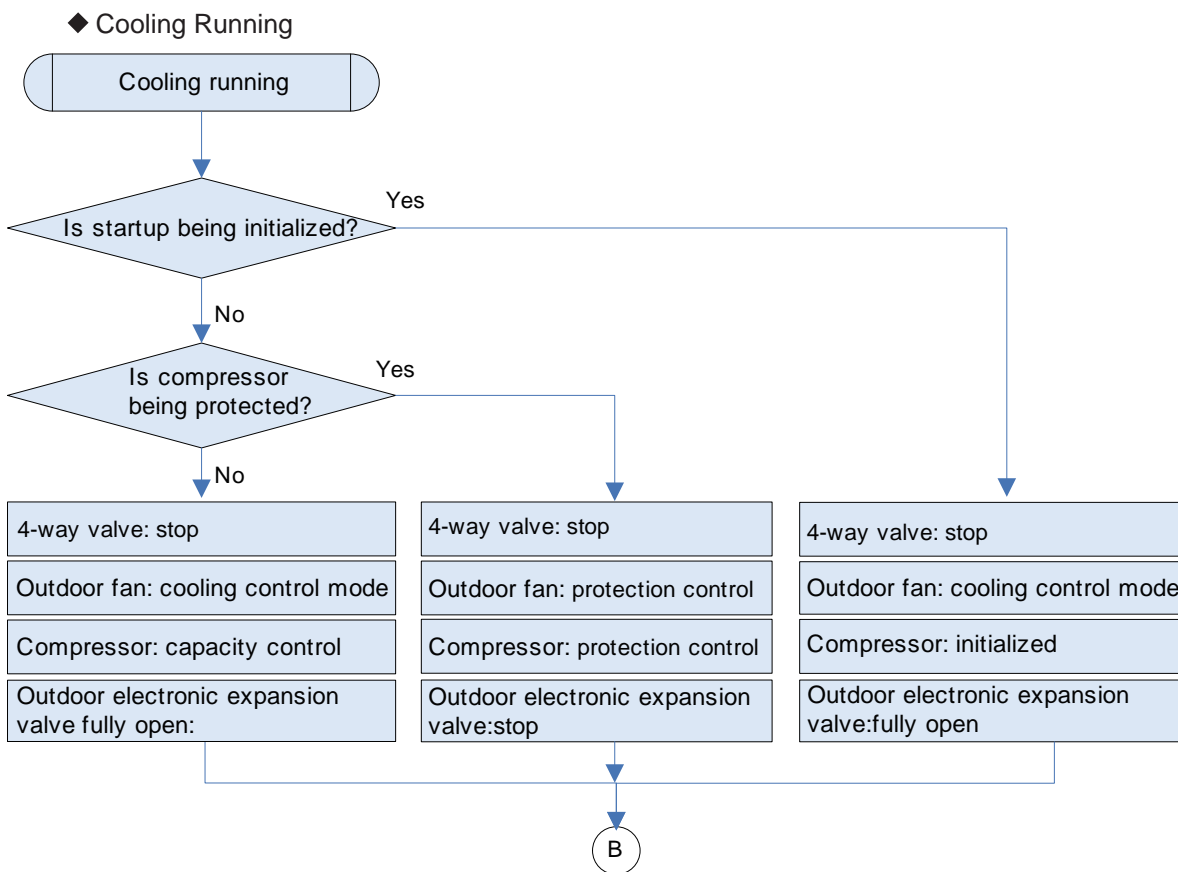 ◆ Cooling Running
Cooling running
Is startup being initialized?
Yes
No
Is compressor
being protected?
Yes
No
4-way valve: stop
Outdoor fan: cooling control mode
Compressor: capacity control
Outdoor electronic expansion
valve fully open:
4-way valve: stop
Outdoor fan: protection control
Compressor: protection control
Outdoor electronic expansion
valve:stop
4-way valve: stop
Outdoor fan: cooling control mode
Compressor: initialized
Outdoor electronic expansion
valve:fully open
B